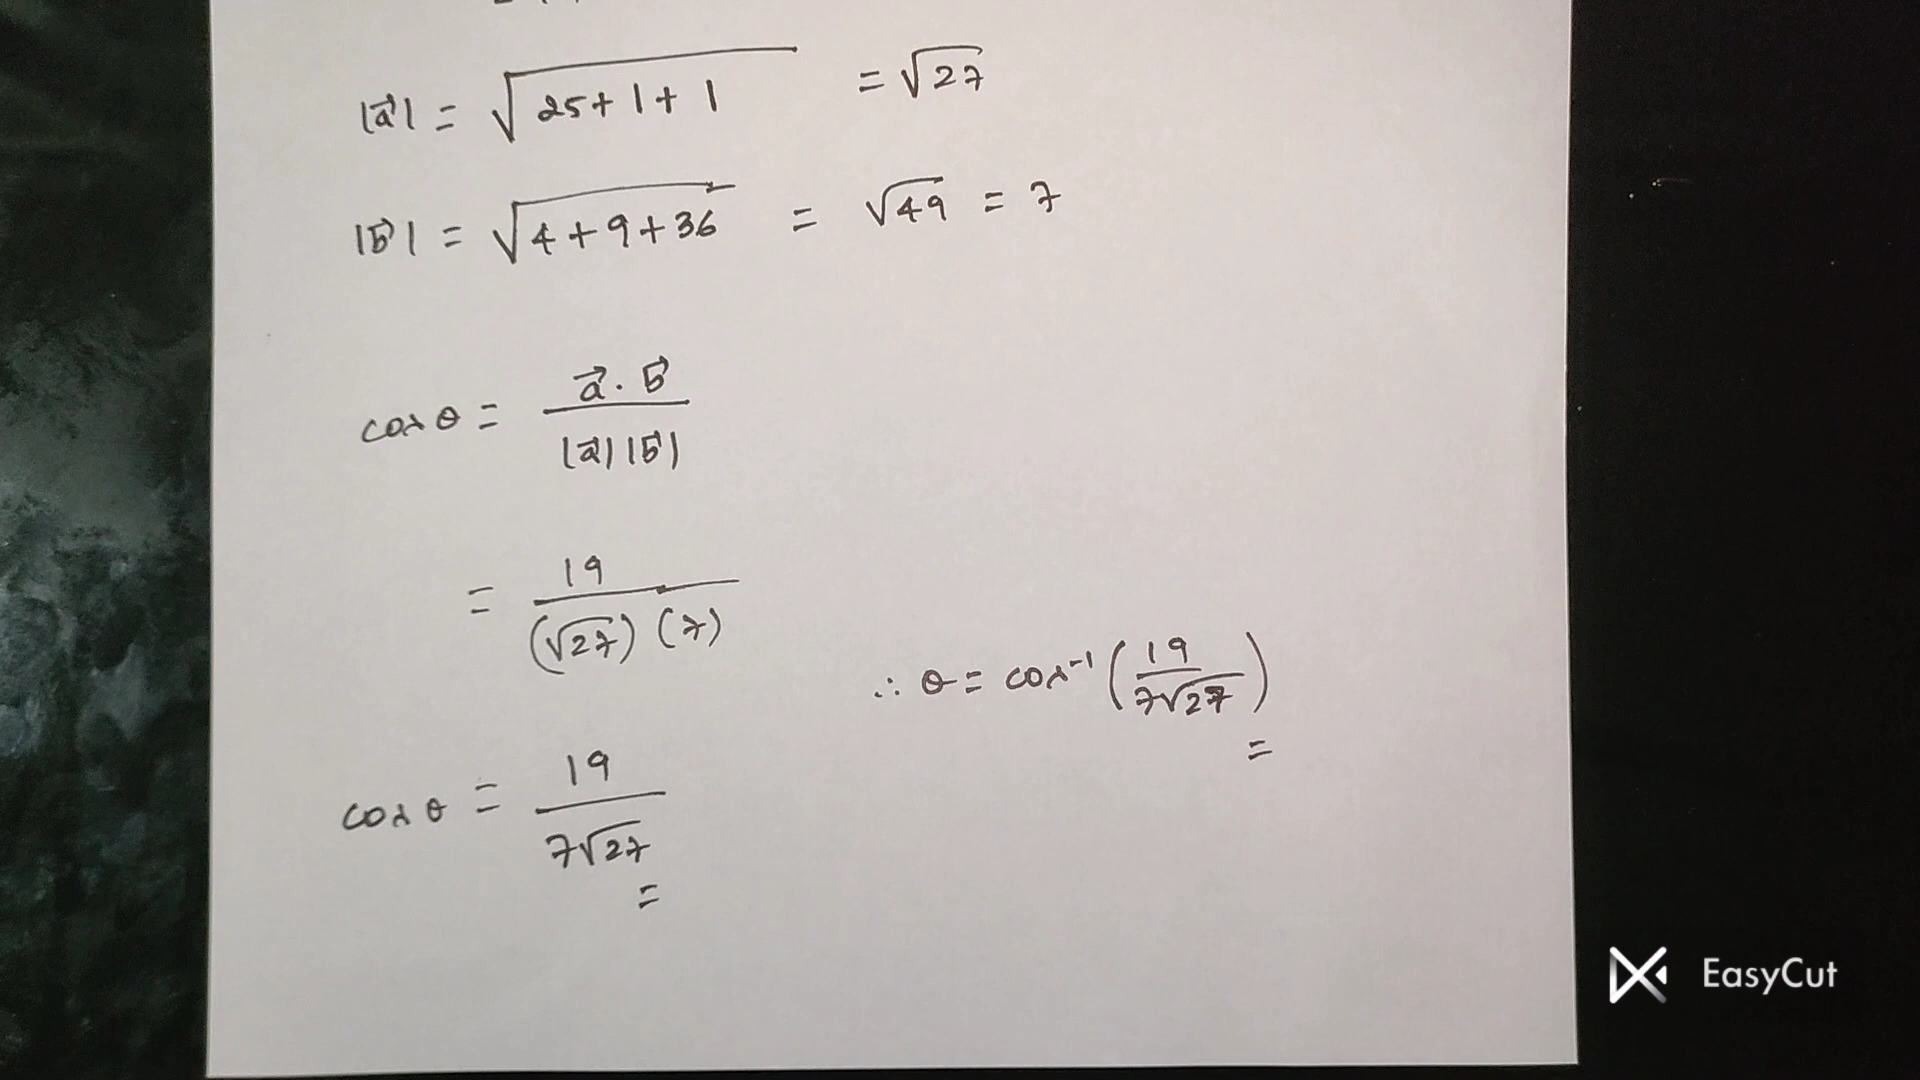 |a⃗| = √(25+1+1) = √27
|b⃗| = √(4+9+36) = √49 = 7
cos θ = a⃗ · b⃗ / |a⃗| |b⃗|
= 19 / (√27) (7)
∴ θ = cos⁻¹ (19 / 7√27)
=
cos θ = 19 / 7√27
=
EasyCut